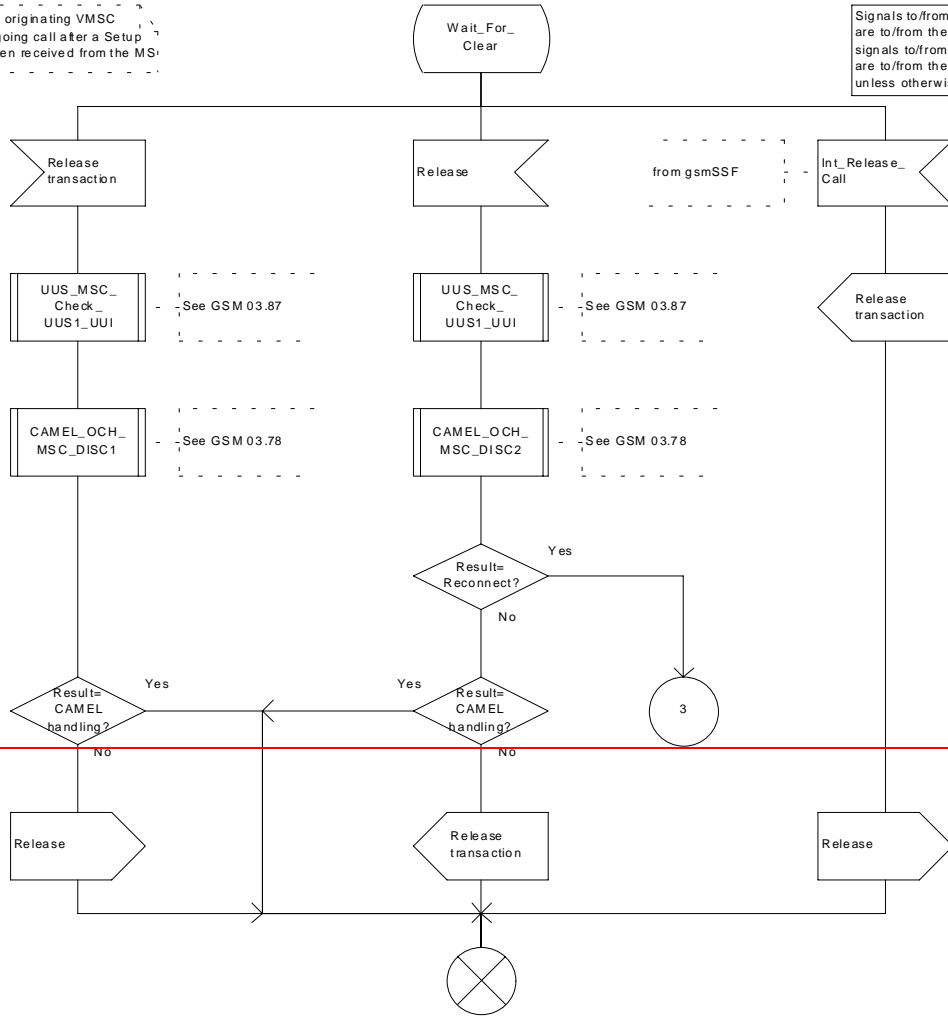 originating VMSC
going call after a Setup
en received from the MS
Wait_For_
Clear
Signals to/from
are to/from the
signals to/from
are to/from the
unless otherwis
Release
transaction
Release
from gsmSSF
Int_Release_
Call
UUS_MSC_
Check_
UUS1_UUI
See GSM 03.87
UUS_MSC_
Check_
UUS1_UUI
See GSM 03.87
Release
transaction
CAMEL_OCH_
MSC_DISC1
See GSM 03.78
CAMEL_OCH_
MSC_DISC2
See GSM 03.78
Result=
Reconnect?
Yes
No
Result=
CAMEL
handling?
Yes
No
Yes
Result=
CAMEL
handling?
No
3
Release
Release
transaction
Release